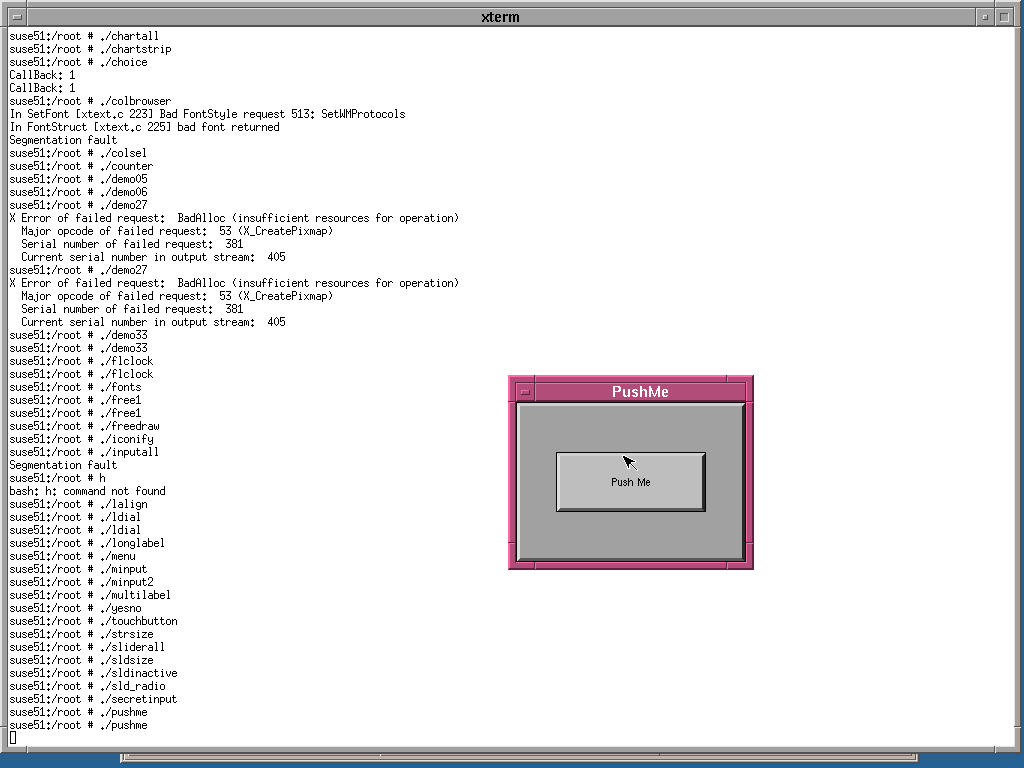 xterm
suse51:/root # ./chartall
suse51:/root # ./chartstrip
suse51:/root # ./choice
CallBack: 1
CallBack: 1
suse51:/root # ./colbrowser
In SetFont [xtext.c 223] Bad FontStyle request 513: SetWMProtocols
In FontStruct [xtext.c 225] bad font returned
Segmentation fault
suse51:/root # ./colsel
suse51:/root # ./counter
suse51:/root # ./demo05
suse51:/root # ./demo06
suse51:/root # ./demo27
X Error of failed request:  BadAlloc (insufficient resources for operation)
  Major opcode of failed request:  53 (X_CreatePixmap)
  Serial number of failed request:  381
  Current serial number in output stream:  405
suse51:/root # ./demo27
X Error of failed request:  BadAlloc (insufficient resources for operation)
  Major opcode of failed request:  53 (X_CreatePixmap)
  Serial number of failed request:  381
  Current serial number in output stream:  405
suse51:/root # ./demo33
suse51:/root # ./demo33
suse51:/root # ./flclock
suse51:/root # ./flclock
suse51:/root # ./fonts
suse51:/root # ./free1
suse51:/root # ./free1
suse51:/root # ./freedraw
suse51:/root # ./iconify
suse51:/root # ./inputall
Segmentation fault
suse51:/root # h
bash: h: command not found
suse51:/root # ./lalign
suse51:/root # ./ldial
suse51:/root # ./ldial
suse51:/root # ./longlabel
suse51:/root # ./menu
suse51:/root # ./minput
suse51:/root # ./minput2
suse51:/root # ./multilabel
suse51:/root # ./yesno
suse51:/root # ./touchbutton
suse51:/root # ./strsize
suse51:/root # ./sliderall
suse51:/root # ./sldsize
suse51:/root # ./sldinactive
suse51:/root # ./sld_radio
suse51:/root # ./secretinput
suse51:/root # ./pushme
suse51:/root # ./pushme
PushMe
Push Me